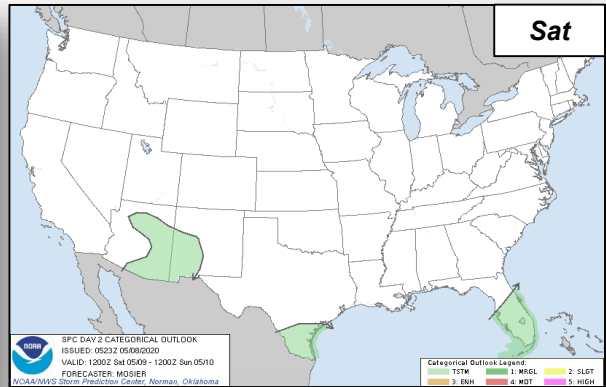 Sat
NOAA
SPC DAY 2 CATEGORICAL OUTLOOK
ISSUED: 0523Z 05/08/2020
VALID: 1200Z Sat 05/09 - 1200Z Sun 05/10
FORECASTER: MOSIER
NOAA/NWS Storm Prediction Center, Norman, Oklahoma
Categorical Outlook Legend:
TSTM 1: MRGL 2: SLGT
3: ENH 4: MDT 5: HIGH